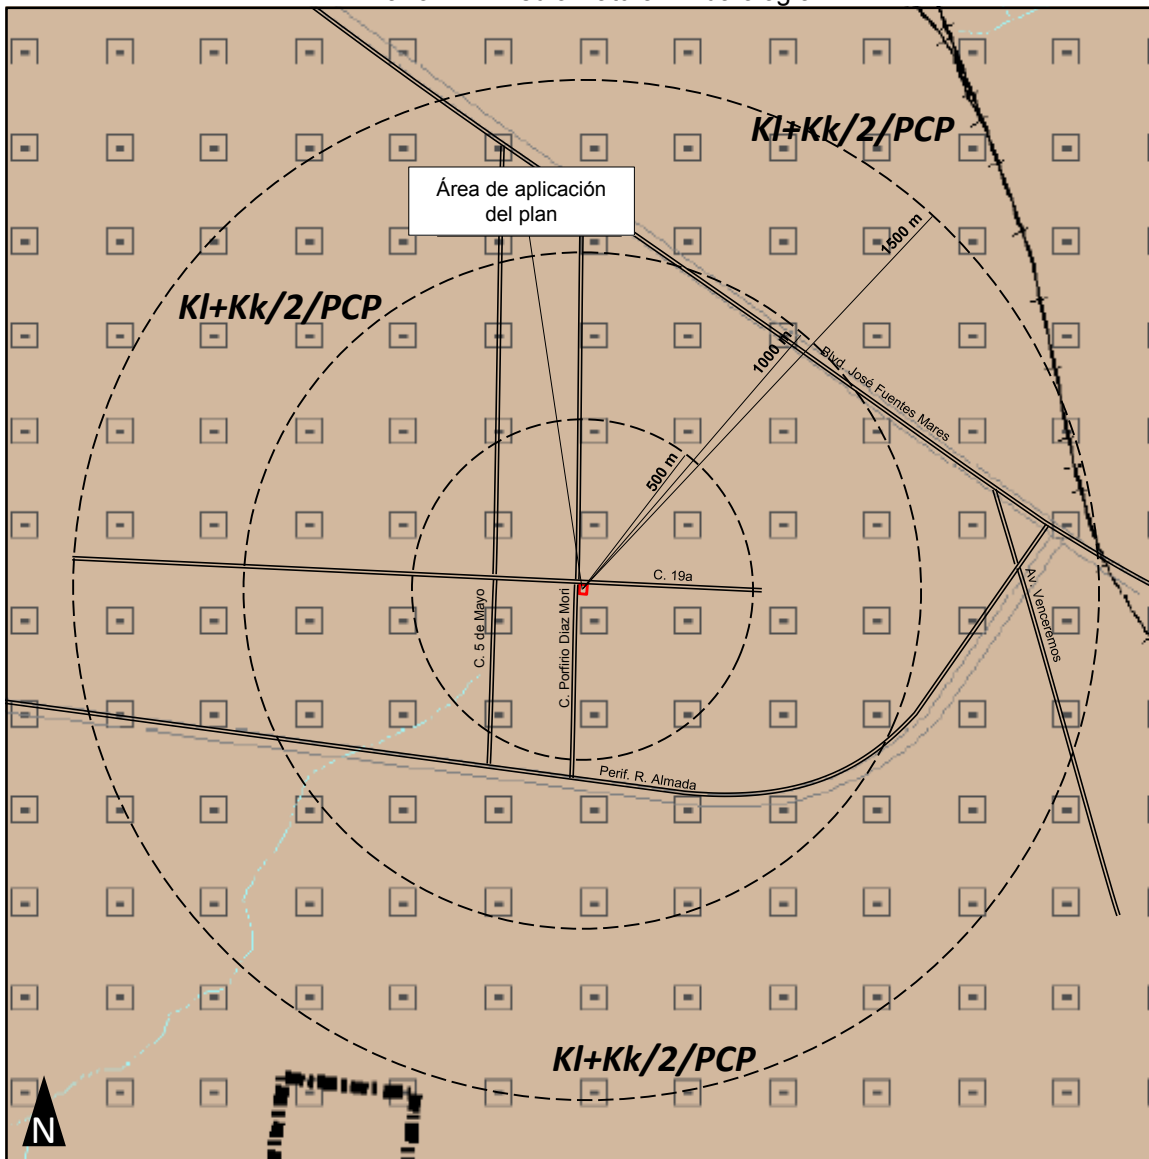 Kl+Kk/2/PCP
Área de aplicación
del plan
1500 m
Kl+Kk/2/PCP
1000 m
Blvd. José Fuentes Mares
500 m
C. 19a
Av. Venceremos
C. 5 de Mayo
C. Porfirio Diaz Mori
Perif. R. Almada
Kl+Kk/2/PCP
N